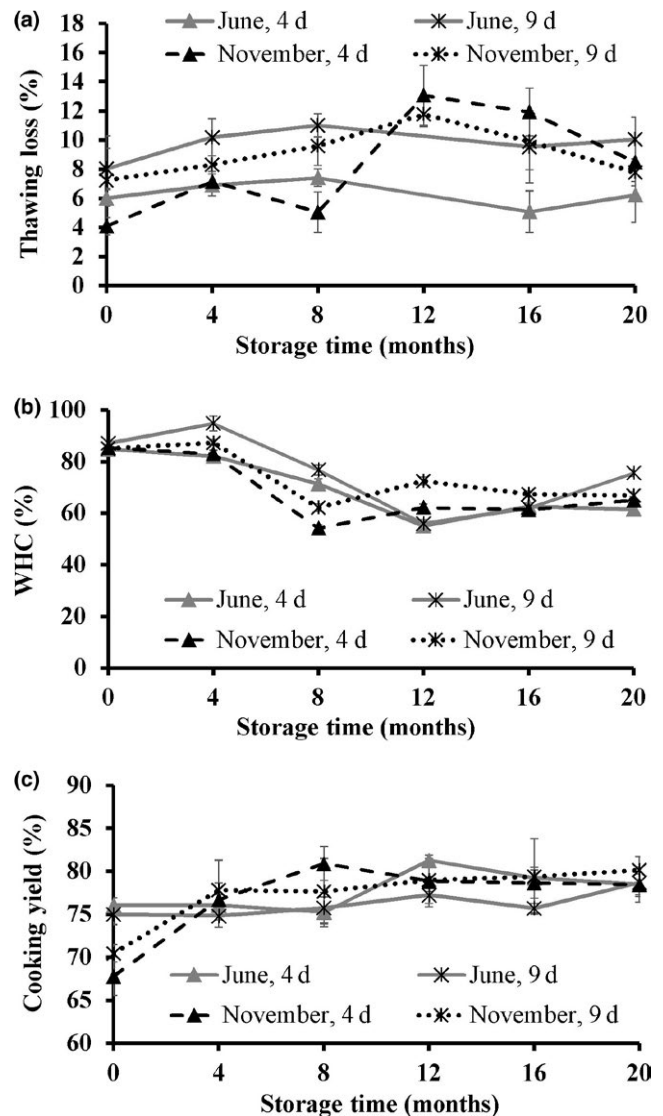 (a)
June, 4 d June, 9 d
November, 4 d November, 9 d
Thawing loss (%)
18
16
14
12
10
8
6
4
2
0
0 4 8 12 16 20
Storage time (months)
(b)
WHC (%)
100
80
60
40
20
0
June, 4 d June, 9 d
November, 4 d November, 9 d
0 4 8 12 16 20
Storage time (months)
(c)
Cooking yield (%)
90
85
80
75
70
65
60
June, 4 d June, 9 d
November, 4 d November, 9 d
0 4 8 12 16 20
Storage time (months)